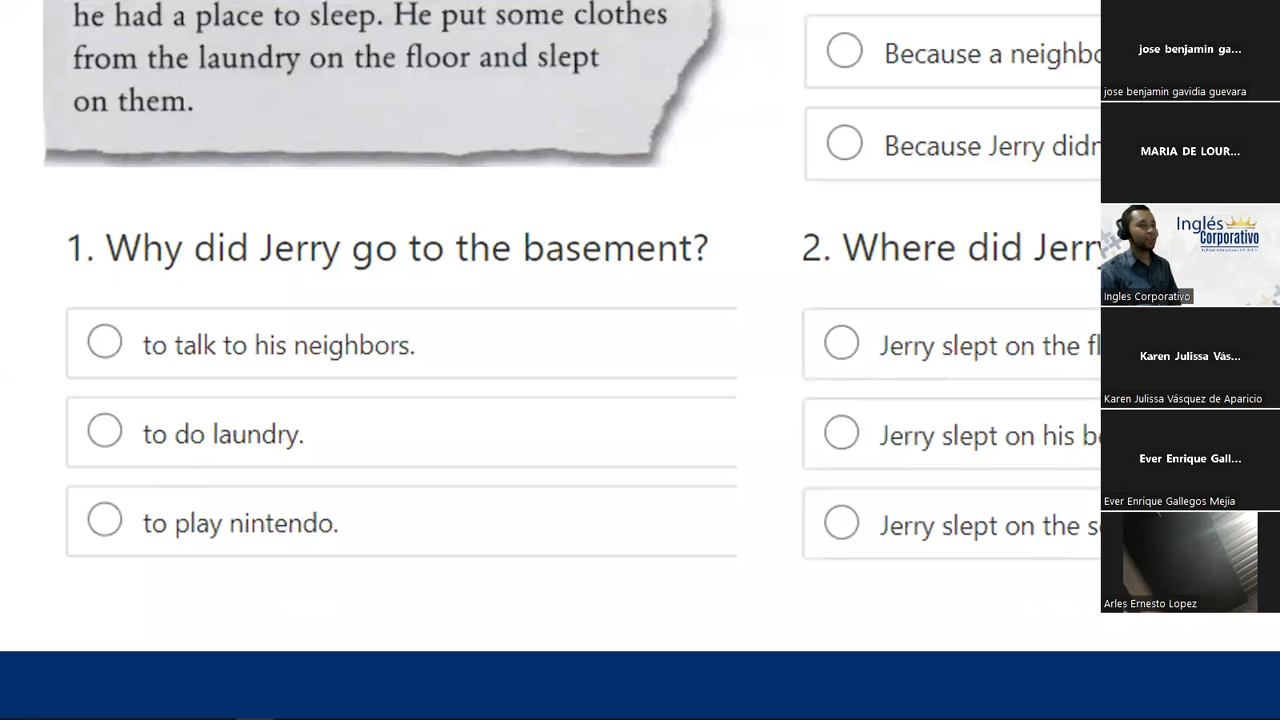 he had a place to sleep. He put some clothes
from the laundry on the floor and slept
on them.
Because a neighbo
Because Jerry didn
1. Why did Jerry go to the basement?
to talk to his neighbors.
to do laundry.
to play nintendo.
2. Where did Jerry
Jerry slept on the fl
Jerry slept on his b
Jerry slept on the s
jose benjamin ga...
jose benjamin gavidia guevara
MARIA DE LOUR...
Inglés
Corporativo
Ingles Corporativo
Karen Julissa Vás...
Karen Julissa Vásquez de Aparicio
Ever Enrique Gall...
Ever Enrique Gallegos Mejia
Arles Ernesto Lopez